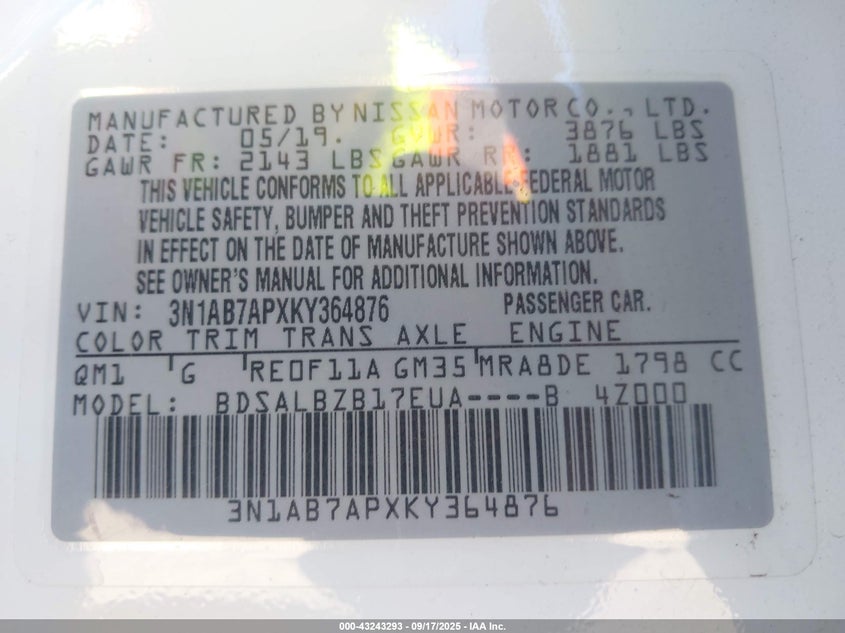 MANUFACTURED BY NISSAN MOTOR CO., LTD.
DATE: 05/19. GVWR: 3876 LBS
GAWR FR: 2143 LBS GAWR RR: 1881 LBS
THIS VEHICLE CONFORMS TO ALL APPLICABLE FEDERAL MOTOR
VEHICLE SAFETY, BUMPER AND THEFT PREVENTION STANDARDS
IN EFFECT ON THE DATE OF MANUFACTURE SHOWN ABOVE.
SEE OWNER'S MANUAL FOR ADDITIONAL INFORMATION.
VIN: 3N1AB7APXKY364876 PASSENGER CAR.
COLOR TRIM TRANS AXLE ENGINE
QM1 G RE0F11A GM35 MRA8DE 1798 CC
MODEL: BDSALBZB17EUA----B 4Z000
3N1AB7APXKY364876
000-43243293 - 09/17/2025 - IAA Inc.